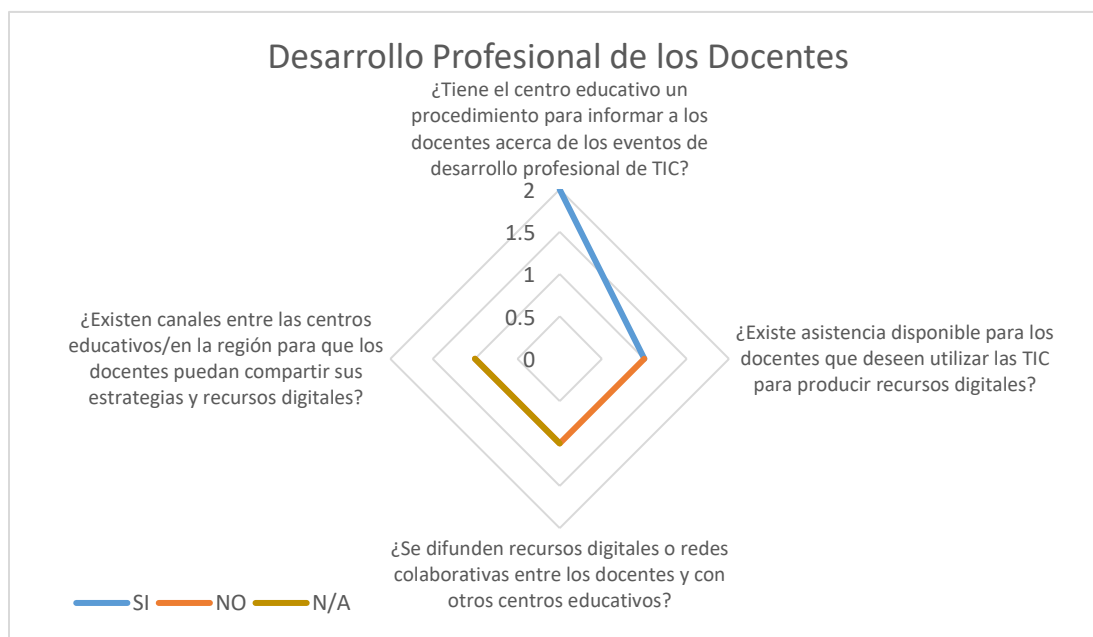 Desarrollo Profesional de los Docentes
¿Tiene el centro educativo un
procedimiento para informar a los
docentes acerca de los eventos de
desarrollo profesional de TIC?
2
1.5
1
0.5
0
¿Existen canales entre las centros
educativos/en la región para que los
docentes puedan compartir sus
estrategias y recursos digitales?
¿Existe asistencia disponible para los
docentes que deseen utilizar las TIC
para producir recursos digitales?
¿Se difunden recursos digitales o redes
colaborativas entre los docentes y con
otros centros educativos?
SI NO N/A